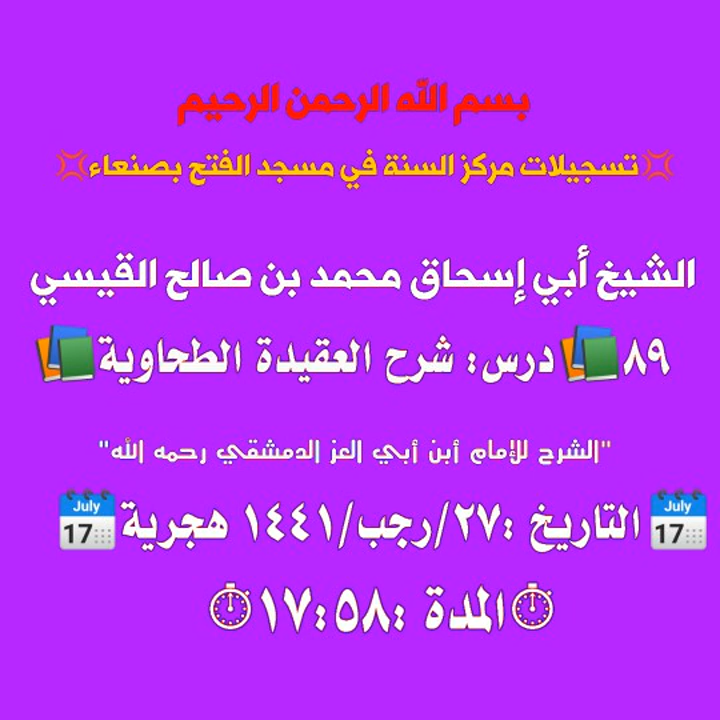 بسم الله الرحمن الرحيم
💢تسجيلات مركز السنة في مسجد الفتح بصنعاء💢
الشيخ أبي إسحاق محمد بن صالح القيسي
٨٩📚درس: شرح العقيدة الطحاوية📚
"الشرح للإمام أبن أبي العز الدمشقي رحمه الله"
📅التاريخ :٢٧/رجب/١٤٤١ هجرية📅
⏱المدة :١٧:٥٨⏱